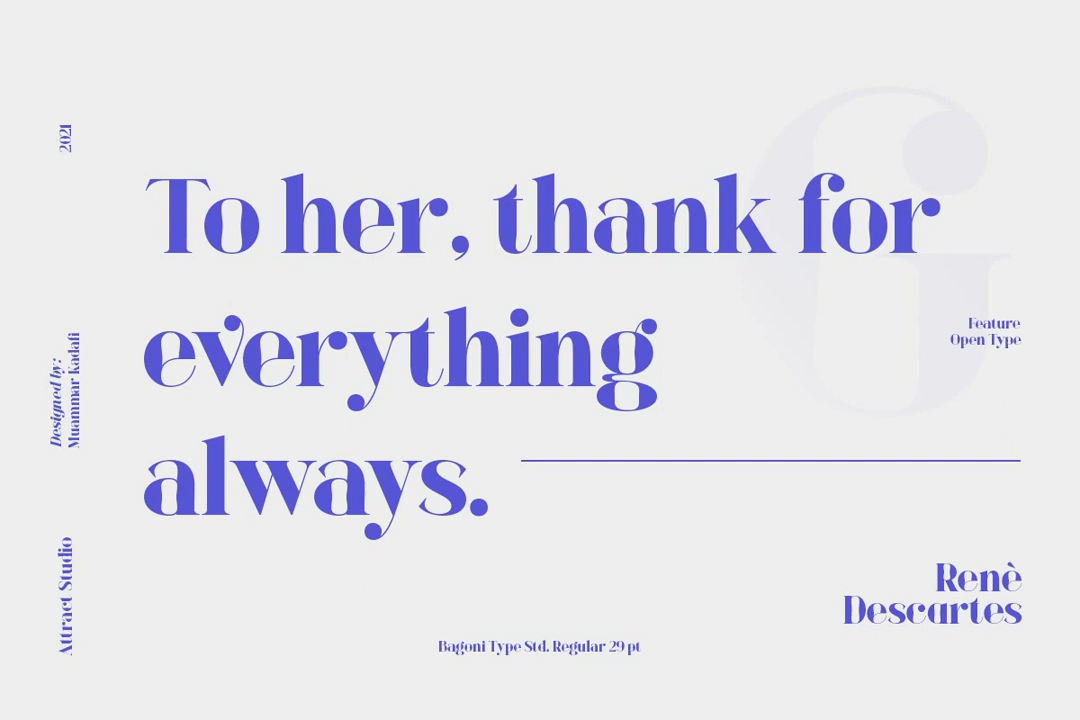 2021
Designed by:
Muammar Kadafi
Attract Studio
To her, thank for
everything
always.
Feature
Open Type
Renè
Descartes
Bagoni Type Std. Regular 29 pt
G